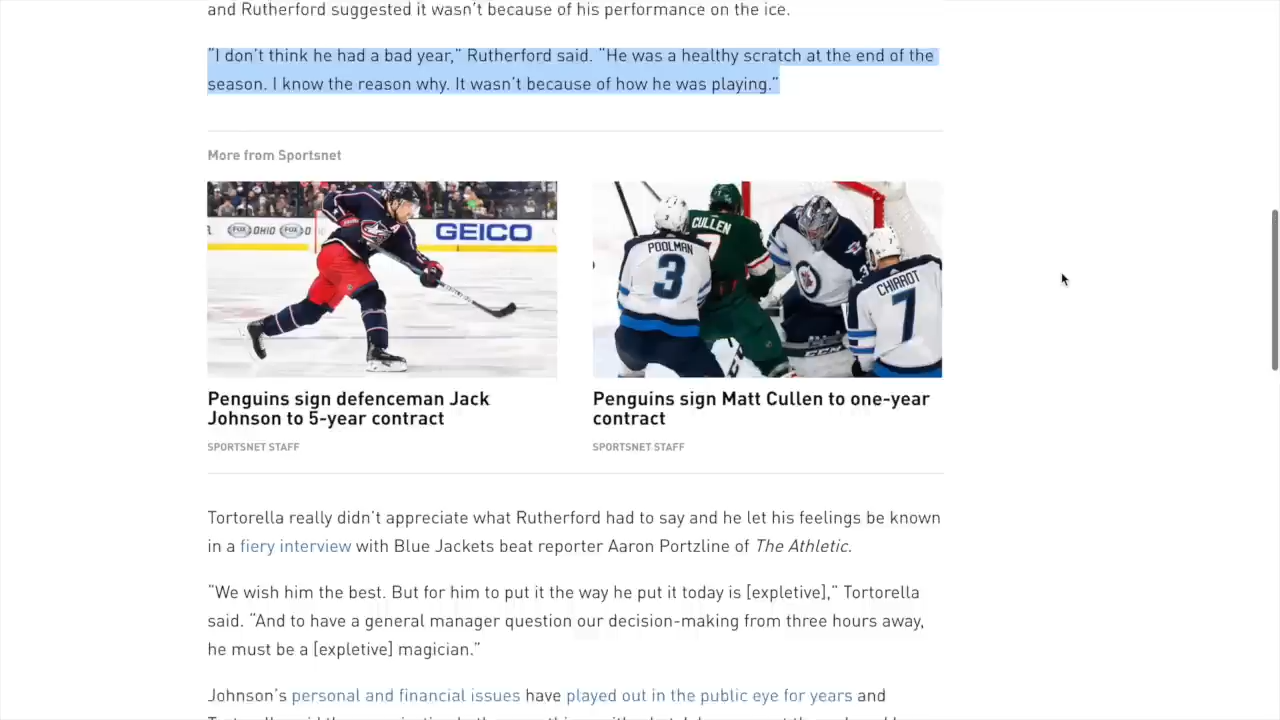 and Rutherford suggested it wasn't because of his performance on the ice.
"I don't think he had a bad year," Rutherford said. "He was a healthy scratch at the end of the
season. I know the reason why. It wasn't because of how he was playing."
More from Sportsnet
FOX OHIO FOX
GEICO
CULLEN
7
POOLMAN
3
CHIAROT
7
CCM
Penguins sign defenceman Jack
Johnson to 5-year contract
SPORTSNET STAFF
Penguins sign Matt Cullen to one-year
contract
SPORTSNET STAFF
Tortorella really didn't appreciate what Rutherford had to say and he let his feelings be known
in a fiery interview with Blue Jackets beat reporter Aaron Portzline of The Athletic.
"We wish him the best. But for him to put it the way he put it today is [expletive]," Tortorella
said. "And to have a general manager question our decision-making from three hours away,
he must be a [expletive] magician."
Johnson's personal and financial issues have played out in the public eye for years and